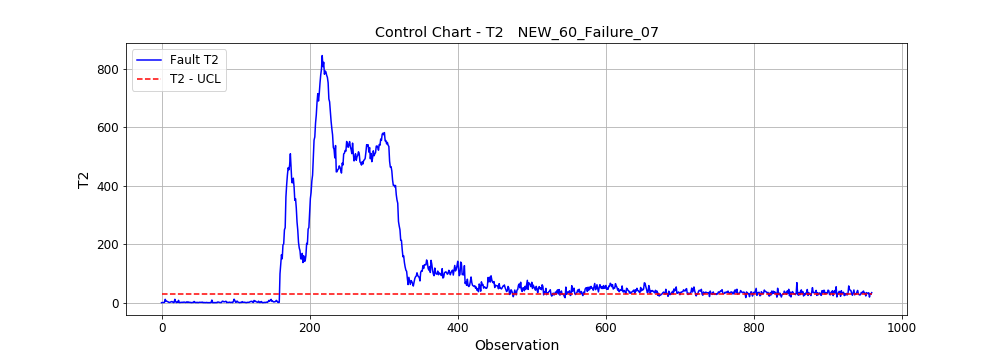 Control Chart - T2   NEW_60_Failure_07
Fault T2
T2 - UCL
800
600
400
200
0
T2
0 200 400 600 800 1000
Observation